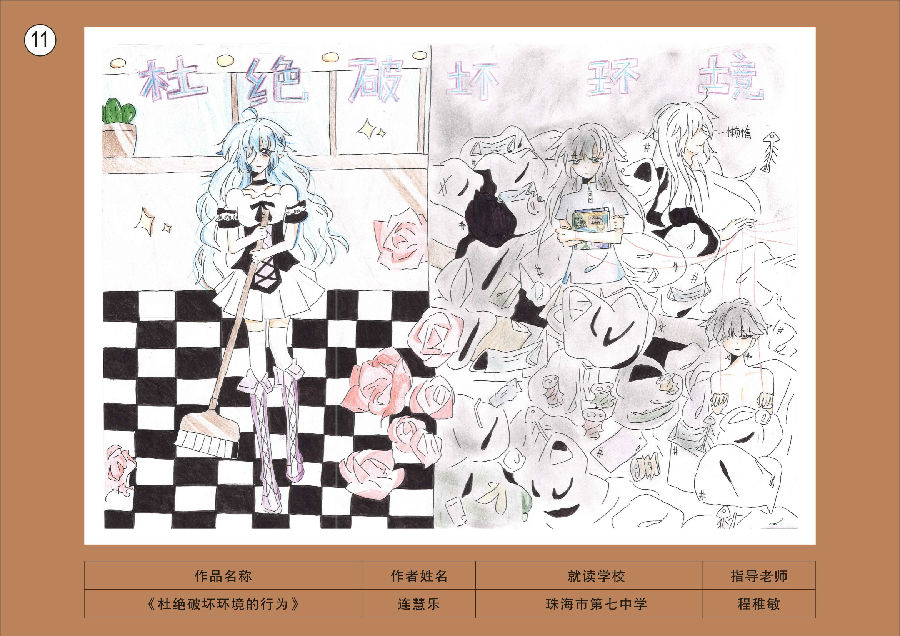 11
杜绝破坏环境
懒惰
作品名称 作者姓名 就读学校 指导老师
《杜绝破坏环境的行为》 连慧乐 珠海市第七中学 程稚敏